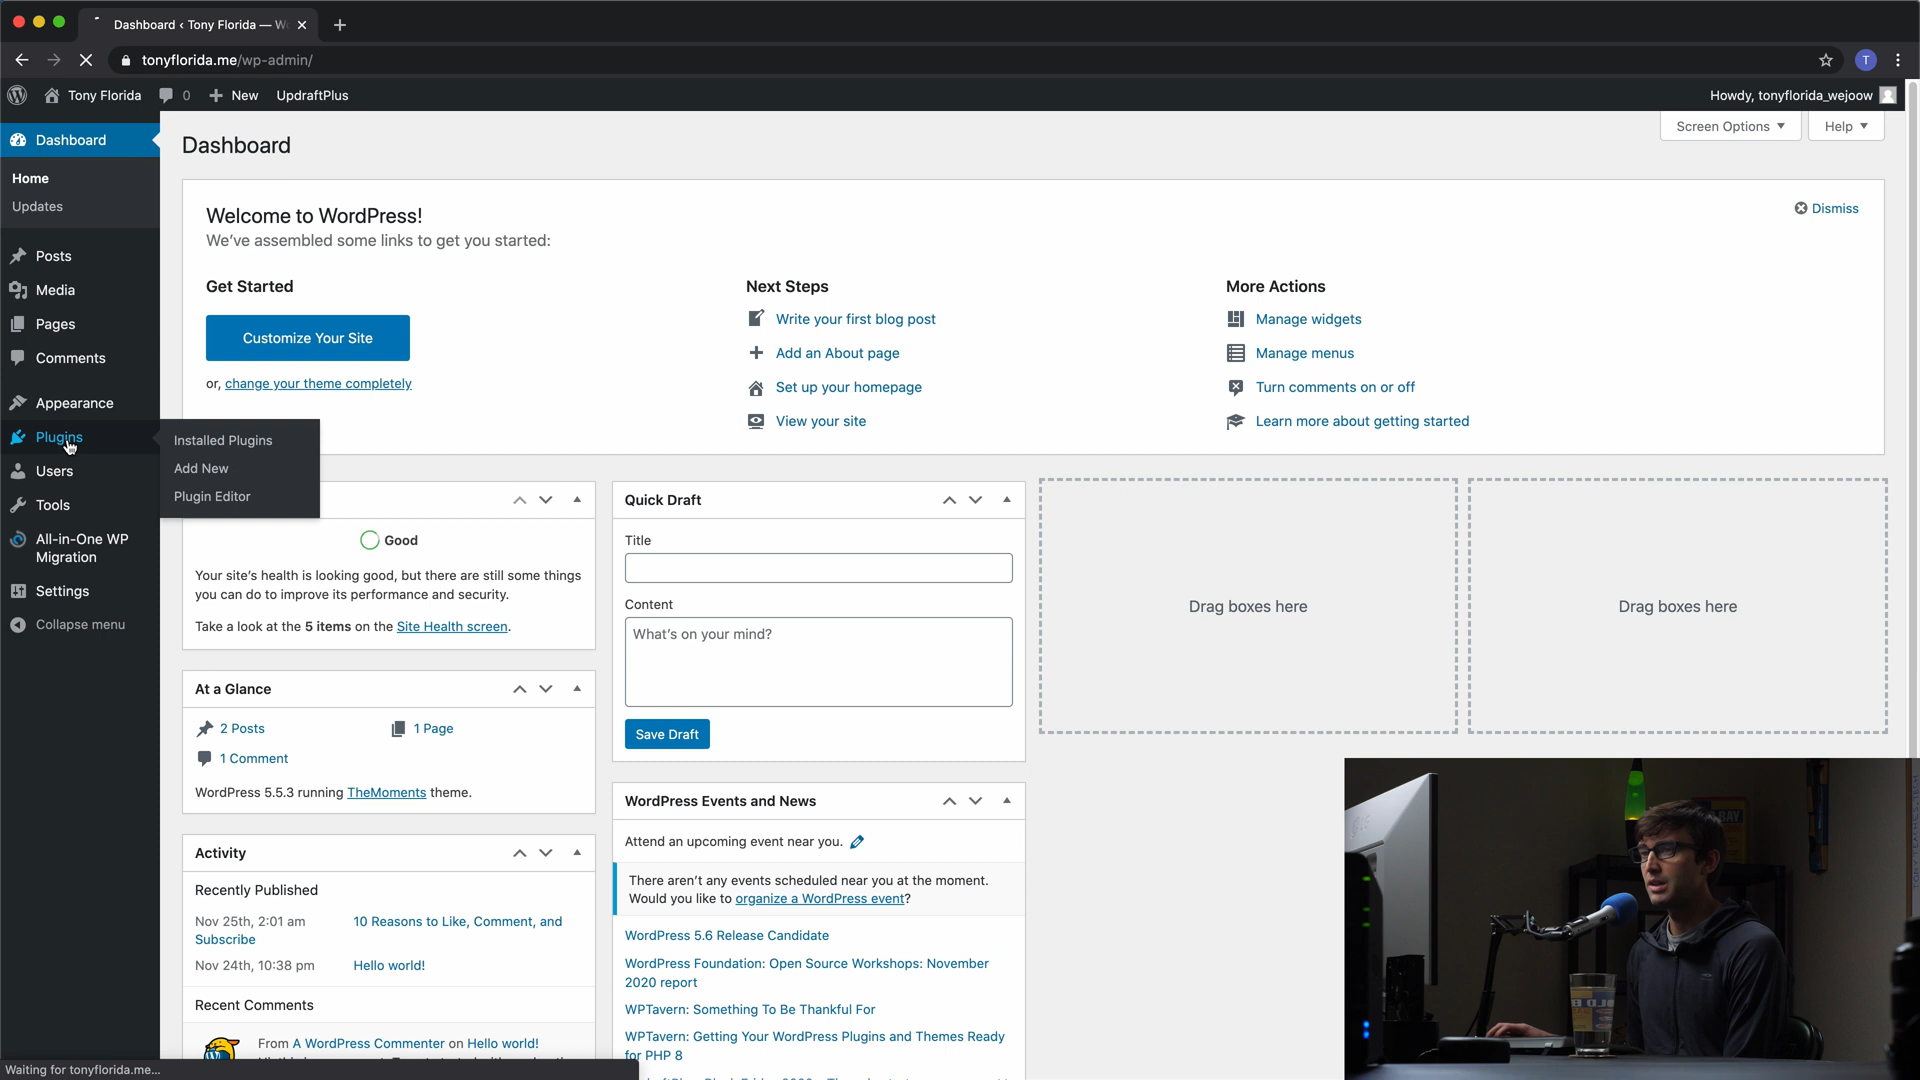 Dashboard ‹ Tony Florida — W
tonyflorida.me/wp-admin/
T
Tony Florida
0
New
UpdraftPlus
Howdy, tonyflorida_wejoow
Dashboard
Home
Updates
Posts
Media
Pages
Comments
Appearance
Plugins
Users
Tools
All-in-One WP
Migration
Settings
Collapse menu
Installed Plugins
Add New
Plugin Editor
Dashboard
Screen Options
Help
Welcome to WordPress!
We've assembled some links to get you started:
Dismiss
Get Started
Customize Your Site
or, change your theme completely
Next Steps
Write your first blog post
Add an About page
Set up your homepage
View your site
More Actions
Manage widgets
Manage menus
Turn comments on or off
Learn more about getting started
Good
Your site's health is looking good, but there are still some things
you can do to improve its performance and security.
Take a look at the 5 items on the Site Health screen.
At a Glance
2 Posts
1 Page
1 Comment
WordPress 5.5.3 running TheMoments theme.
Activity
Recently Published
Nov 25th, 2:01 am
10 Reasons to Like, Comment, and
Subscribe
Nov 24th, 10:38 pm
Hello world!
Recent Comments
From A WordPress Commenter on Hello world!
Quick Draft
Title
Content
What's on your mind?
Save Draft
WordPress Events and News
Attend an upcoming event near you.
There aren't any events scheduled near you at the moment.
Would you like to organize a WordPress event?
WordPress 5.6 Release Candidate
WordPress Foundation: Open Source Workshops: November
2020 report
WPTavern: Something To Be Thankful For
WPTavern: Getting Your WordPress Plugins and Themes Ready
for PHP 8
Drag boxes here
Drag boxes here
Waiting for tonyflorida.me...